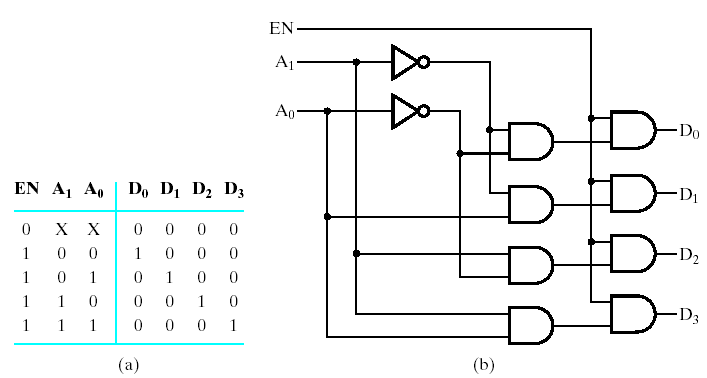 EN A₁ A₀ D₀ D₁ D₂ D₃
0 X X 0 0 0 0
1 0 0 1 0 0 0
1 0 1 0 1 0 0
1 1 0 0 0 1 0
1 1 1 0 0 0 1
(a)
EN
A₁
A₀
D₀
D₁
D₂
D₃
(b)